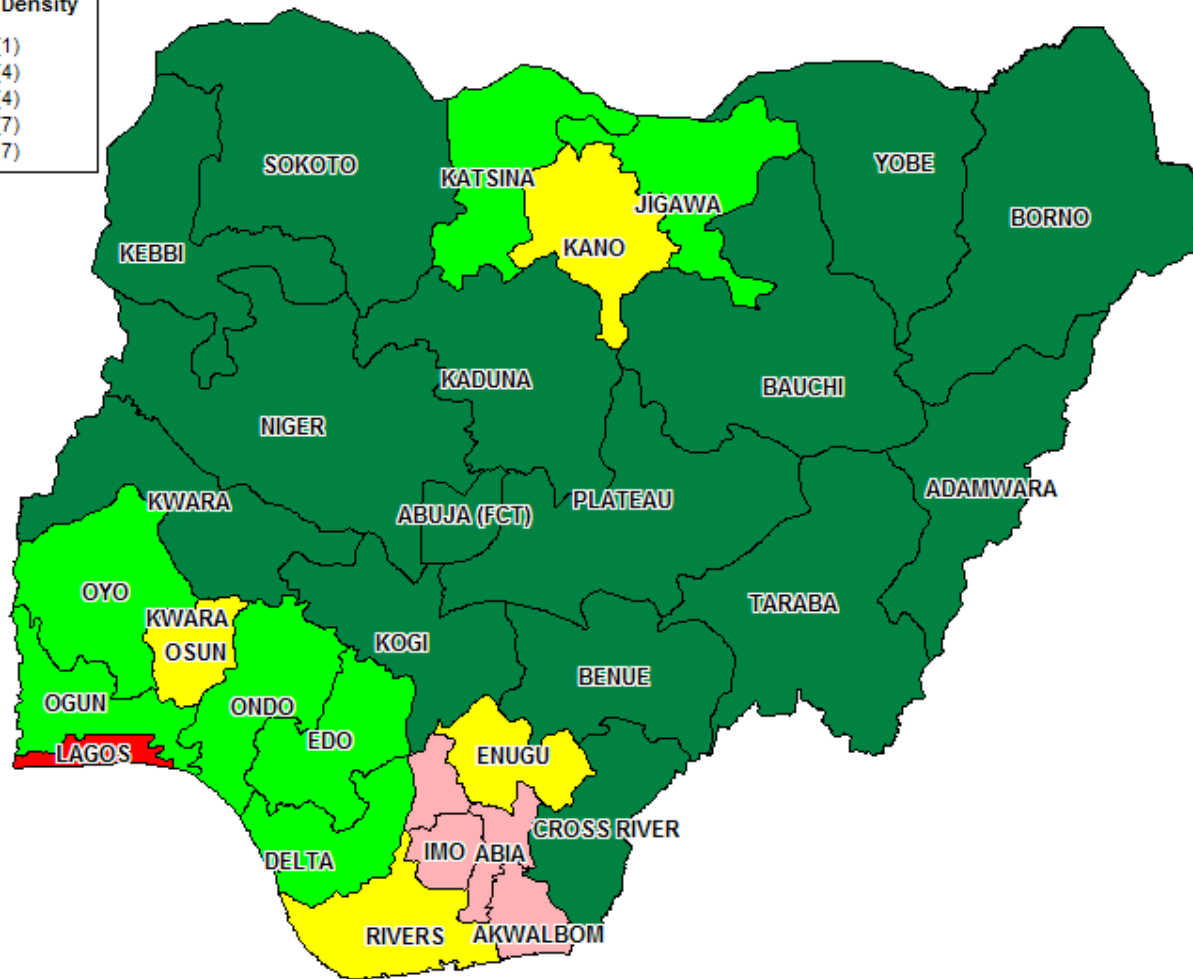 Density
1)
4)
4)
7)
7)
SOKOTO
KATSINA
YOBE
JIGAWA
BORNO
KANO
KEBBI
KADUNA
BAUCHI
NIGER
ADAMWARA
KWARA
PLATEAU
ABUJA (FCT)
OYO
TARABA
KWARA
KOGI
OSUN
BENUE
OGUN
ONDO
EDO
LAGOS
ENUGU
CROSS RIVER
IMO
ABIA
DELTA
RIVERS
AKWALBOM